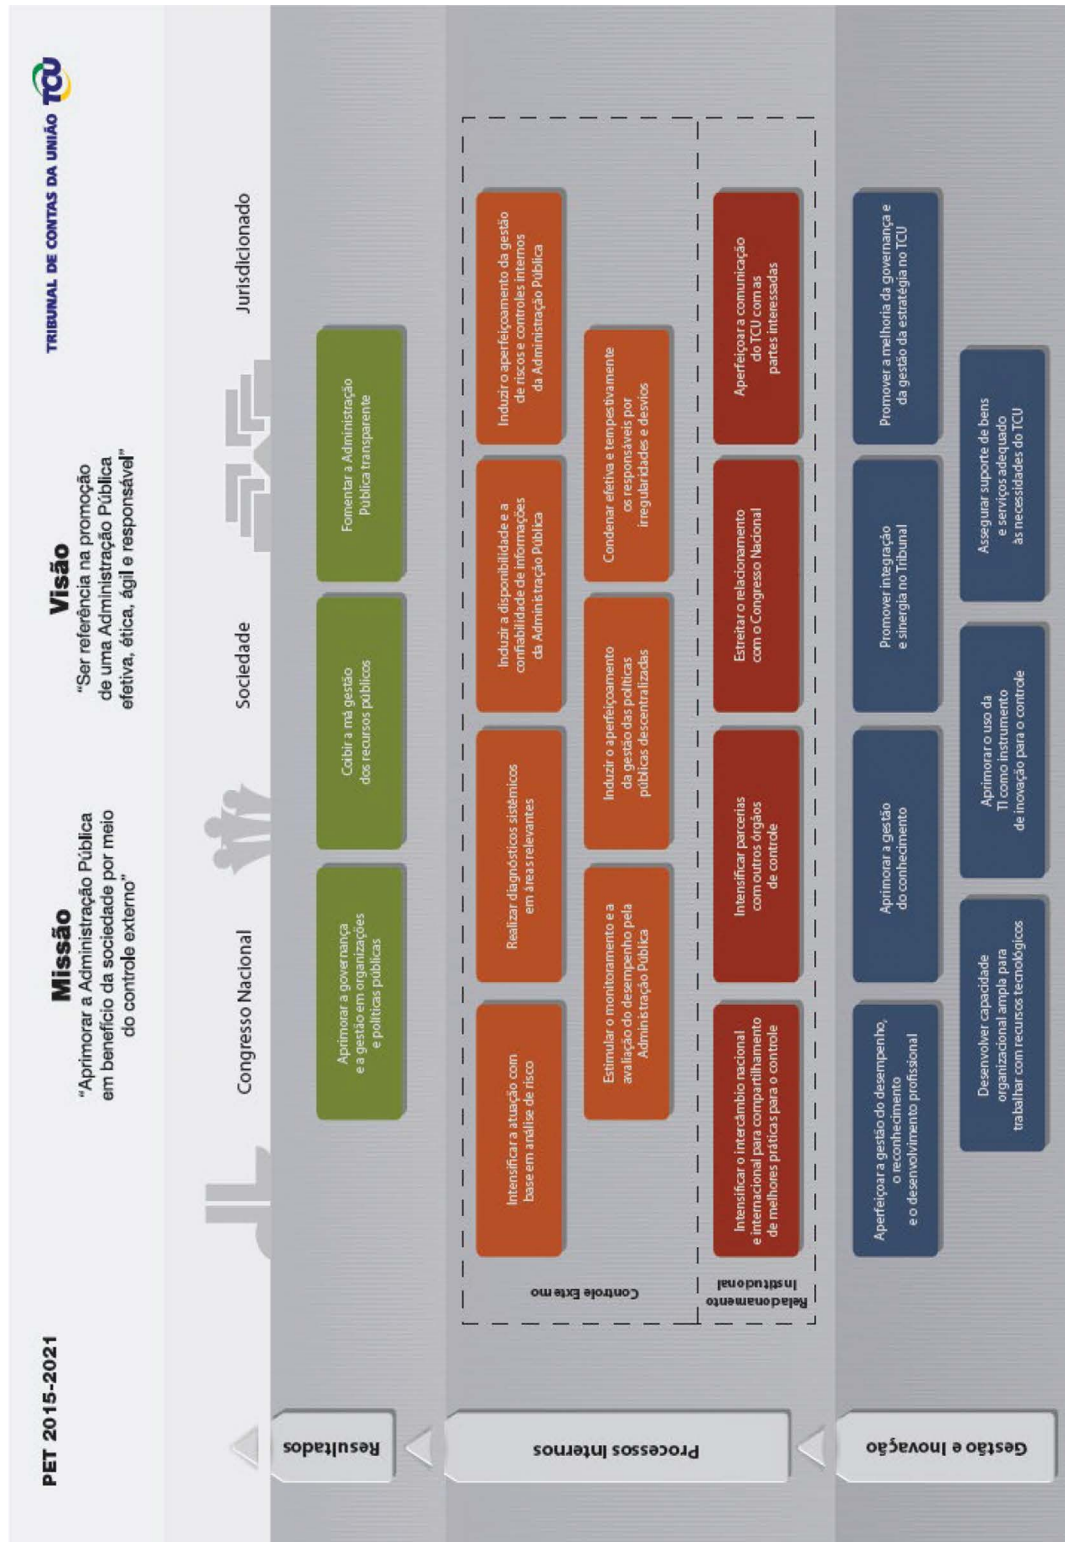 PET 2015-2021
Missão
“Aprimorar a Administração Pública
em benefício da sociedade por meio
do controle externo”
Visão
“Ser referência na promoção
de uma Administração Pública
efetiva, ética, ágil e responsável”
TRIBUNAL DE CONTAS DA UNIÃO TCU
Congresso Nacional
Sociedade
Jurisdicionado
Resultados
Aprimorar a governança
e a gestão em organizações
e políticas públicas
Coibir a má gestão
dos recursos públicos
Fomentar a Administração
Pública transparente
Processos Internos
Controle Externo
Intensificar a atuação com
base em análise de risco
Realizar diagnósticos sistêmicos
em áreas relevantes
Induzir a disponibilidade e a
confiabilidade de informações
da Administração Pública
Induzir o aperfeiçoamento da gestão
de riscos e controles internos
da Administração Pública
Estimular o monitoramento e a
avaliação do desempenho pela
Administração Pública
Induzir o aperfeiçoamento
da gestão das políticas
públicas descentralizadas
Condenar efetiva e tempestivamente
os responsáveis por
irregularidades e desvios
Relacionamento
Institucional
Intensificar o intercâmbio nacional
e internacional para compartilhamento
de melhores práticas para o controle
Intensificar parcerias
com outros órgãos
de controle
Estreitar o relacionamento
com o Congresso Nacional
Aperfeiçoar a comunicação
do TCU com as
partes interessadas
Gestão e Inovação
Aperfeiçoar a gestão do desempenho,
o reconhecimento
e o desenvolvimento profissional
Aprimorar a gestão
do conhecimento
Promover integração
e sinergia no Tribunal
Promover a melhoria da governança e
da gestão da estratégia no TCU
Desenvolver capacidade
organizacional ampla para
trabalhar com recursos tecnológicos
Aprimorar o uso da
TI como instrumento
de inovação para o controle
Assegurar suporte de bens
e serviços adequado
às necessidades do TCU